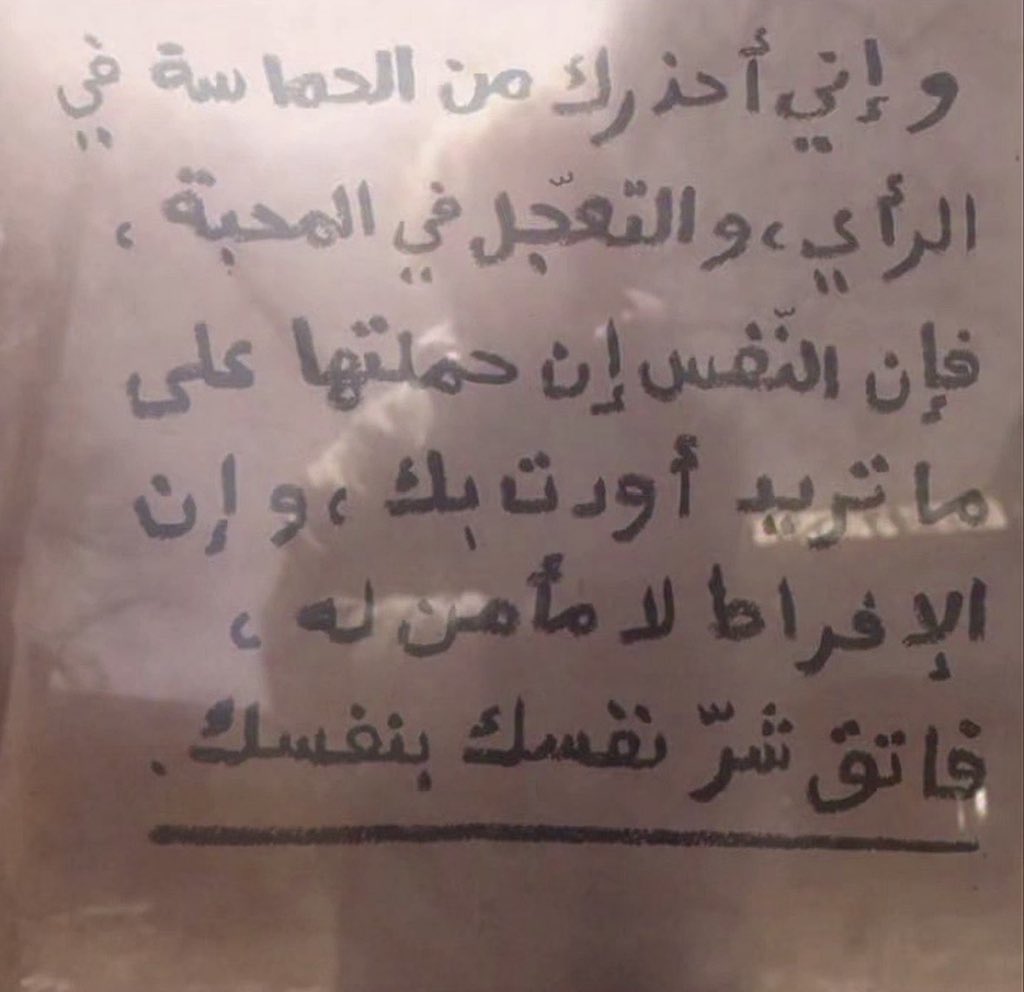 وإني أحذرك من الحماسة في
الرأي، والتعجّل في المحبة،
فإن النّفس إن حملتها على
ما تريد أودت بك، وإن
الإفراط لا مأمن له،
فاتق شرّ نفسك بنفسك.